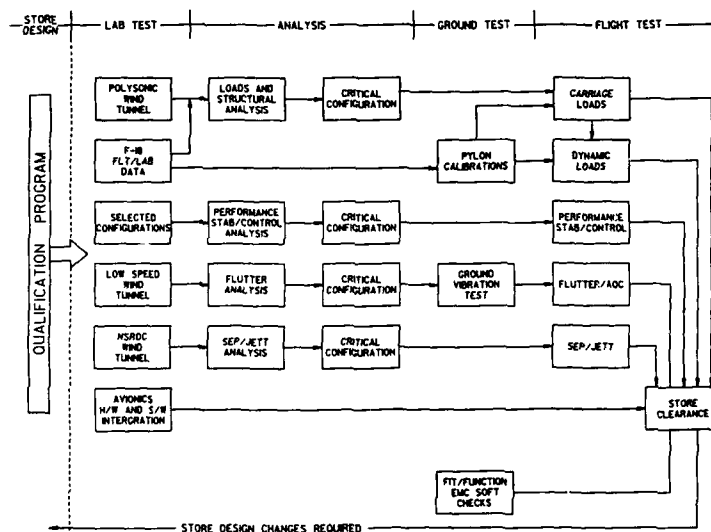 STORE
DESIGN
LAB TEST
ANALYSIS
GROUND TEST
FLIGHT TEST
QUALIFICATION PROGRAM
POLYSONIC
WIND
TUNNEL
LOADS AND
STRUCTURAL
ANALYSIS
CRITICAL
CONFIGURATION
CARRIAGE
LOADS
F-18
FLT/LAB
DATA
PYLON
CALIBRATIONS
DYNAMIC
LOADS
SELECTED
CONFIGURATIONS
PERFORMANCE
STAB/CONTROL
ANALYSIS
CRITICAL
CONFIGURATION
PERFORMANCE
STAB/CONTROL
LOW SPEED
WIND
TUNNEL
FLUTTER
ANALYSIS
CRITICAL
CONFIGURATION
GROUND
VIBRATION
TEST
FLUTTER/AOC
NSRDC
WIND
TUNNEL
SEP/JETT
ANALYSIS
CRITICAL
CONFIGURATION
SEP/JETT
AVIONICS
H/W AND S/W
INTERGRATION
STORE
CLEARANCE
FIT/FUNCTION
EMC SOFT
CHECKS
STORE DESIGN CHANGES REQUIRED